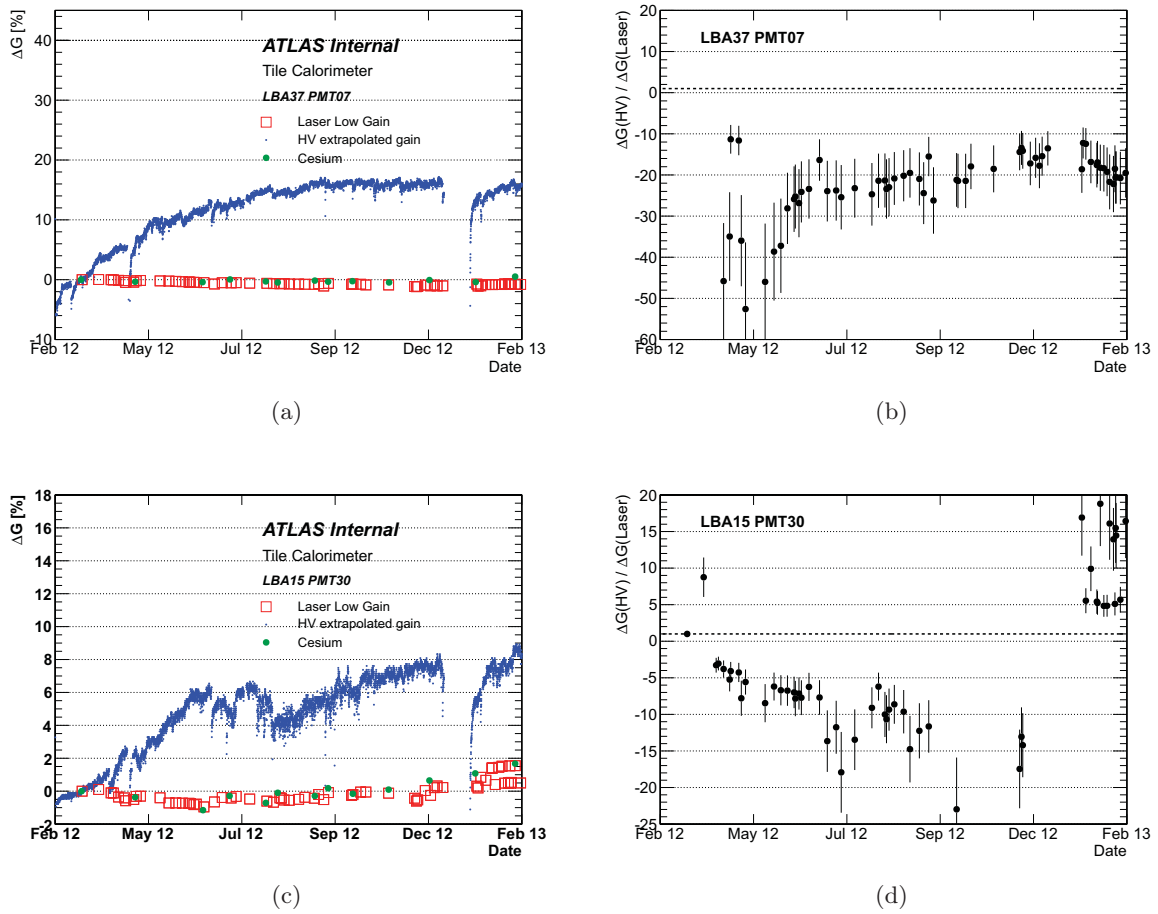 ΔG [%]
40
30
20
10
0
-10
ATLAS Internal
Tile Calorimeter
LBA37 PMT07
Laser Low Gain
HV extrapolated gain
Cesium
Feb 12 May 12 Jul 12 Sep 12 Dec 12 Feb 13
Date
(a)
ΔG(HV) / ΔG(Laser)
20
10
0
-10
-20
-30
-40
-50
-60
LBA37 PMT07
Feb 12 May 12 Jul 12 Sep 12 Dec 12 Feb 13
Date
(b)
ΔG [%]
18
16
14
12
10
8
6
4
2
0
-2
ATLAS Internal
Tile Calorimeter
LBA15 PMT30
Laser Low Gain
HV extrapolated gain
Cesium
Feb 12 May 12 Jul 12 Sep 12 Dec 12 Feb 13
Date
(c)
ΔG(HV) / ΔG(Laser)
20
15
10
5
0
-5
-10
-15
-20
-25
LBA15 PMT30
Feb 12 May 12 Jul 12 Sep 12 Dec 12 Feb 13
Date
(d)